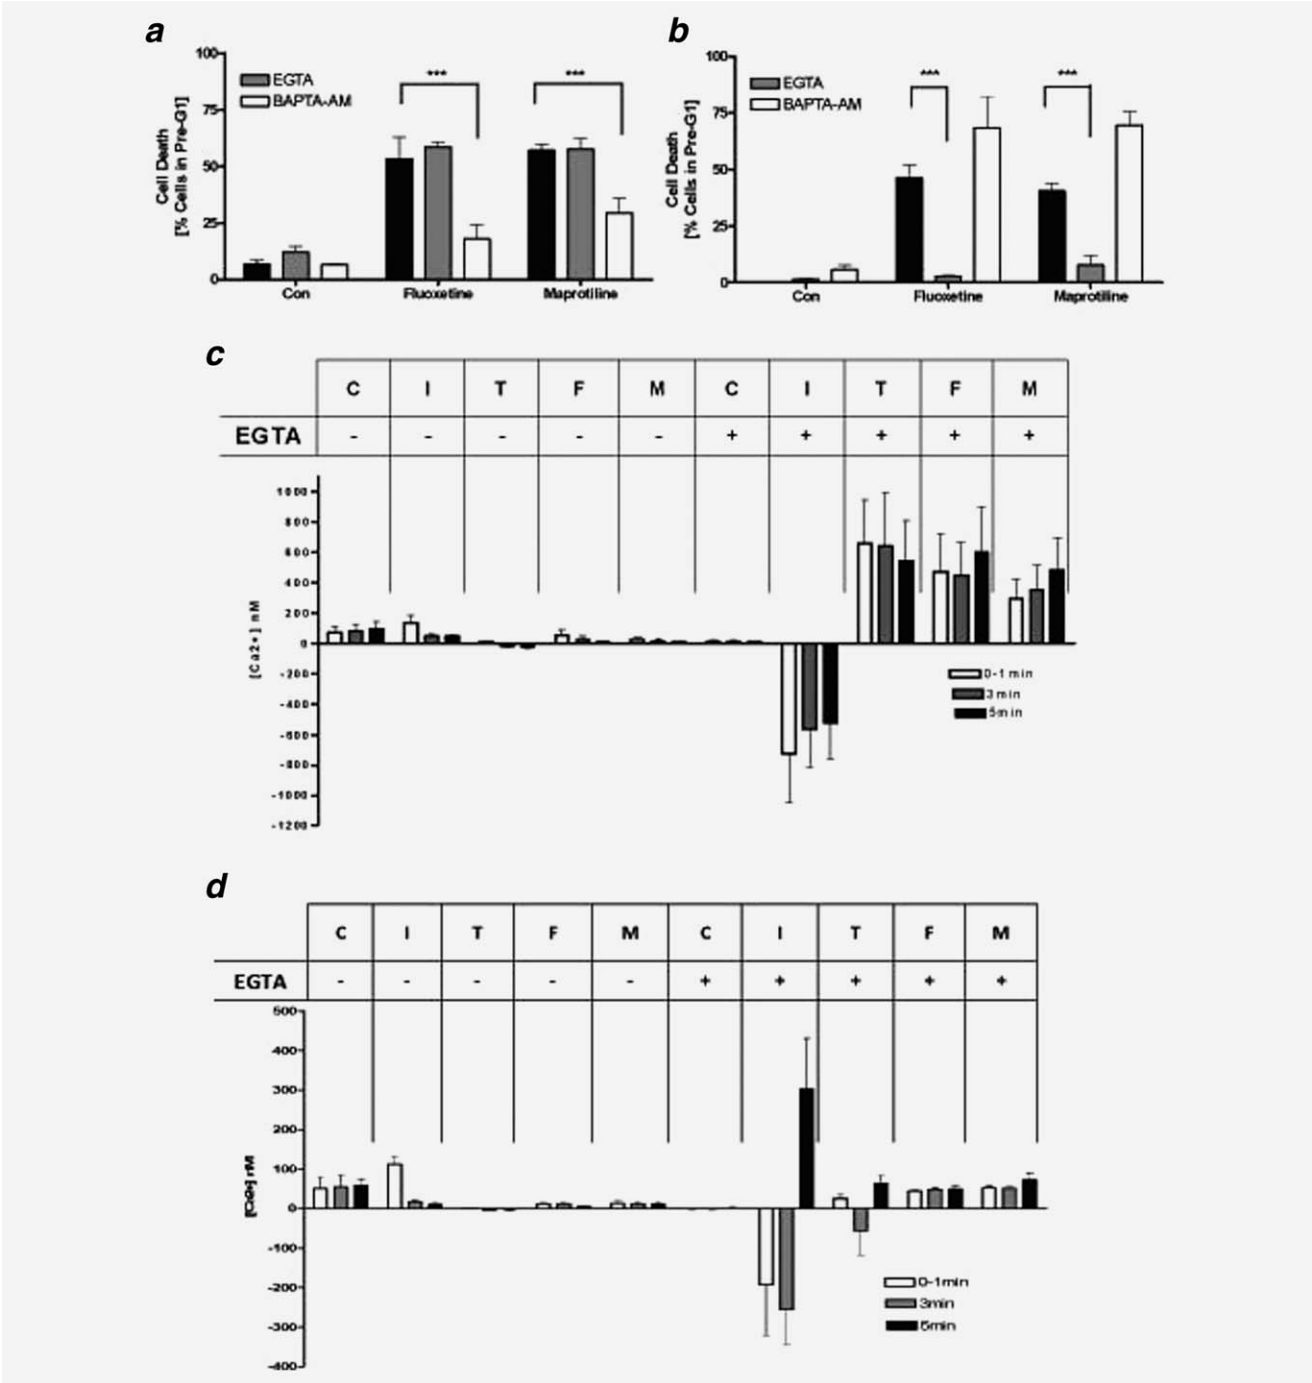 a
100
75
50
25
0
Cell Death
[% Cells in Pre-G1]
EGTA
BAPTA-AM
***
***
Con Fluoxetine Maprotiline
b
100
75
50
25
0
Cell Death
[% Cells in Pre-G1]
EGTA
BAPTA-AM
***
***
Con Fluoxetine Maprotiline
c
C I T F M C I T F M
EGTA - - - - - + + + + +
1000
800
600
400
200
0
-200
-400
-600
-800
-1000
-1200
[Ca2+] nM
0-1 min
3 min
5min
d
C I T F M C I T F M
EGTA - - - - - + + + + +
500
400
300
200
100
0
-100
-200
-300
-400
0-1min
3min
5min